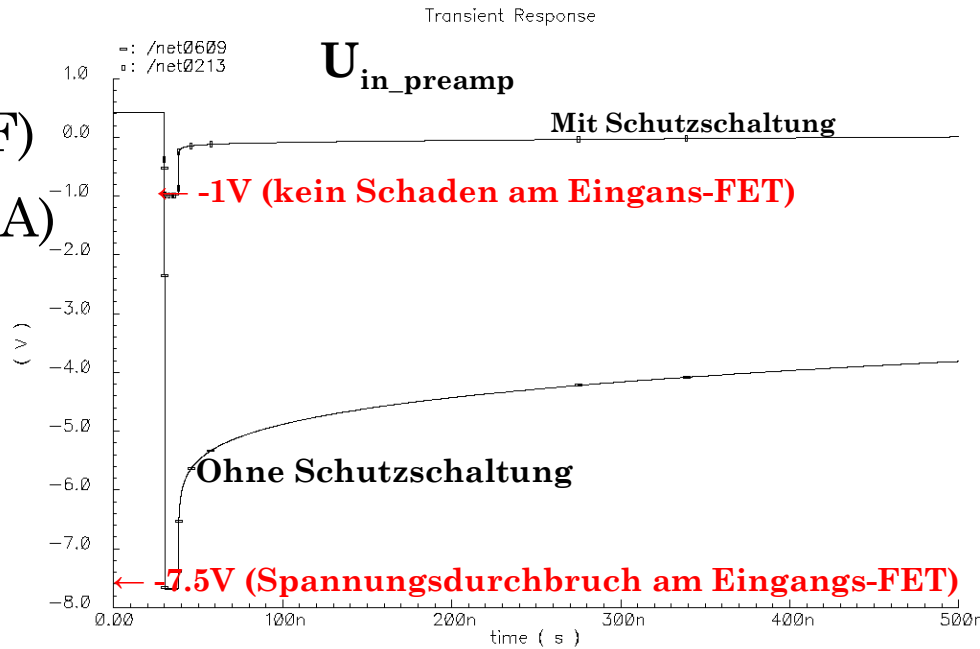 Transient Response
-: /net0609
▯: /net0213
U in_preamp
1.0
F)
0.0
Mit Schutzschaltung
-1.0
← -1V (kein Schaden am Eingans-FET)
A)
-2.0
-3.0
( V )
-4.0
-5.0
Ohne Schutzschaltung
-6.0
-7.0
← -7.5V (Spannungsdurchbruch am Eingangs-FET)
-8.0
0.00 100n 200n 300n 400n 500n
time ( s )